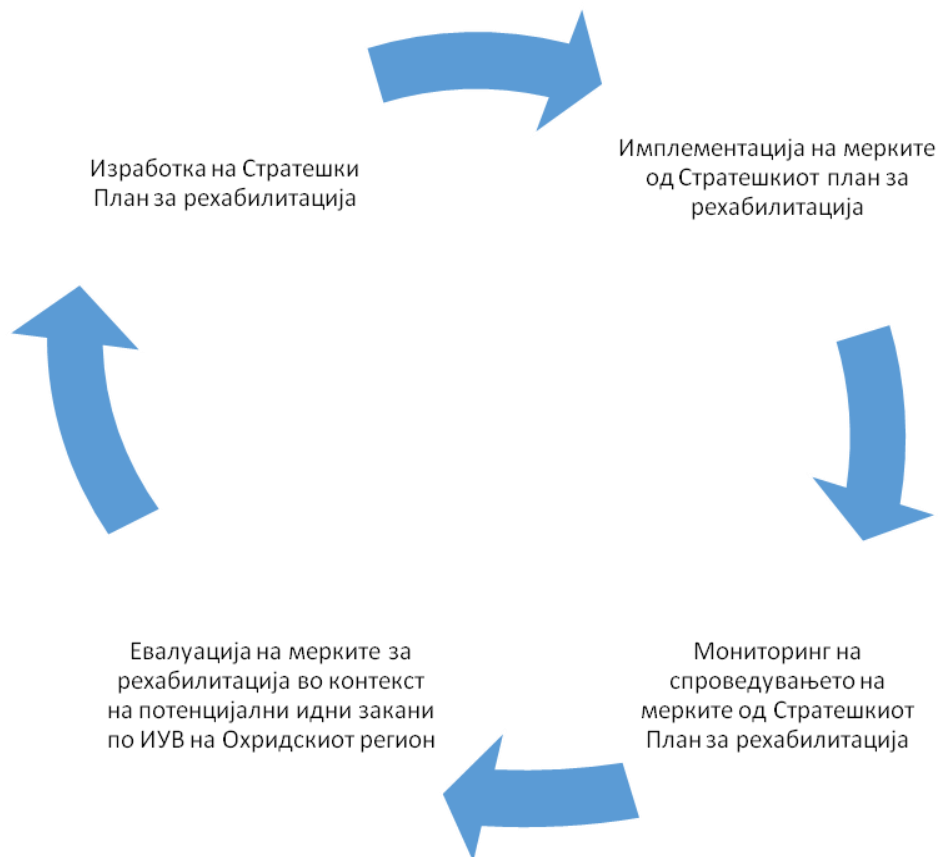 Изработка на Стратешки
План за рехабилитација
Имплементација на мерките
од Стратешкиот план за
рехабилитација
Мониторинг на
спроведувањето на
мерките од Стратешкиот
План за рехабилитација
Евалуација на мерките за
рехабилитација во контекст
на потенцијални идни закани
по ИУВ на Охридскиот регион